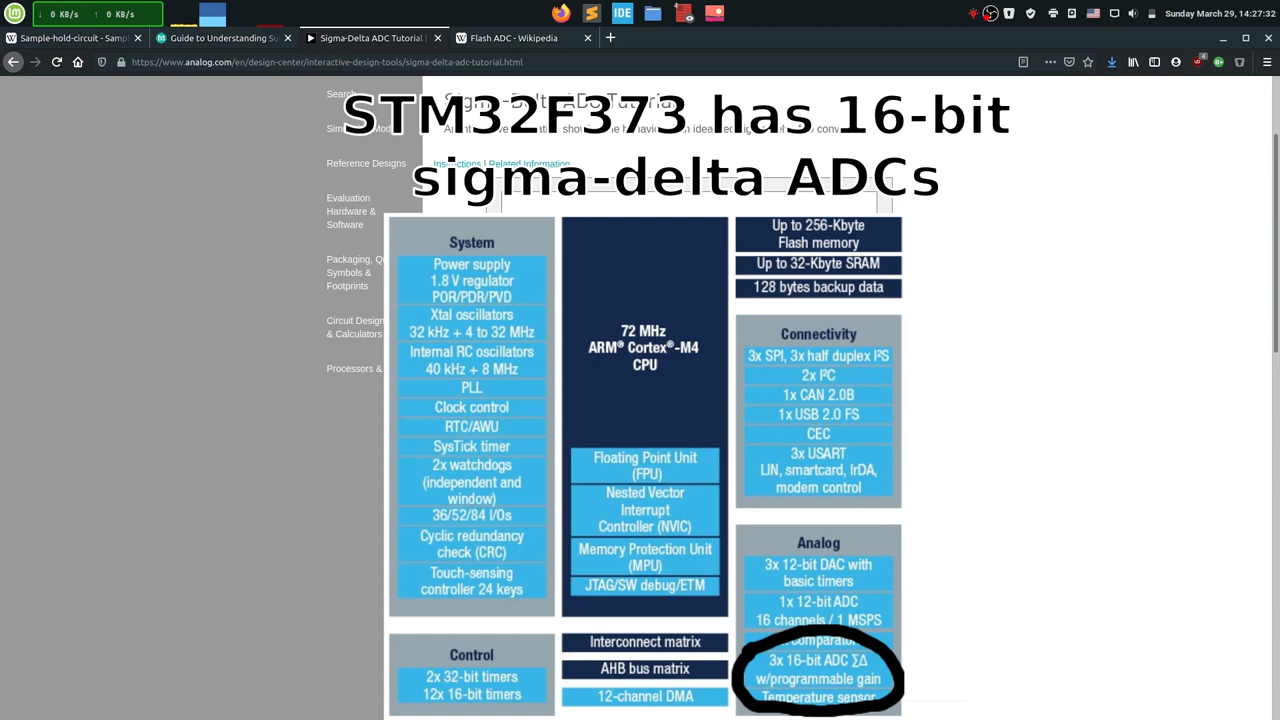 ↓ 0 KB/s ↑ 0 KB/s
IDE
4
Sunday March 29, 14:27:32
Sample-hold-circuit - Sampl
Guide to Understanding Su
Sigma-Delta ADC Tutorial |
Flash ADC - Wikipedia
https://www.analog.com/en/design-center/interactive-design-tools/sigma-delta-adc-tutorial.html
STM32F373 has 16-bit
sigma-delta ADCs
Search
Reference Designs
Evaluation
Hardware &
Software
Packaging,
Symbols &
Footprints
Circuit Design
& Calculators
Processors &
| Related Information
System
Power supply
1.8 V regulator
POR/PDR/PVD
Xtal oscillators
32 kHz + 4 to 32 MHz
Internal RC oscillators
40 kHz + 8 MHz
PLL
Clock control
RTC/AWU
SysTick timer
2x watchdogs
(independent and
window)
36/52/84 I/Os
Cyclic redundancy
check (CRC)
Touch-sensing
controller 24 keys
Control
2x 32-bit timers
12x 16-bit timers
72 MHz
ARM® Cortex®-M4
CPU
Floating Point Unit
(FPU)
Nested Vector
Interrupt
Controller (NVIC)
Memory Protection Unit
(MPU)
JTAG/SW debug/ETM
Interconnect matrix
AHB bus matrix
12-channel DMA
Up to 256-Kbyte
Flash memory
Up to 32-Kbyte SRAM
128 bytes backup data
Connectivity
3x SPI, 3x half duplex I²S
2x I²C
1x CAN 2.0B
1x USB 2.0 FS
CEC
3x USART
LIN, smartcard, IrDA,
modem control
Analog
3x 12-bit DAC with
basic timers
1x 12-bit ADC
16 channels / 1 MSPS
3x 16-bit ADC ∑Δ
w/programmable gain
Temperature sensor